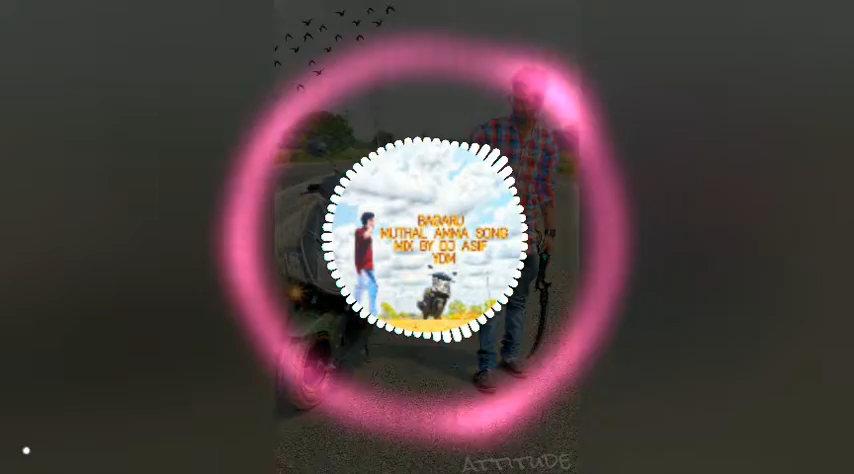 BAGARU
MUTHAL AMMA SONG
MIX BY DJ ASIF
YDM
ATTITUDE